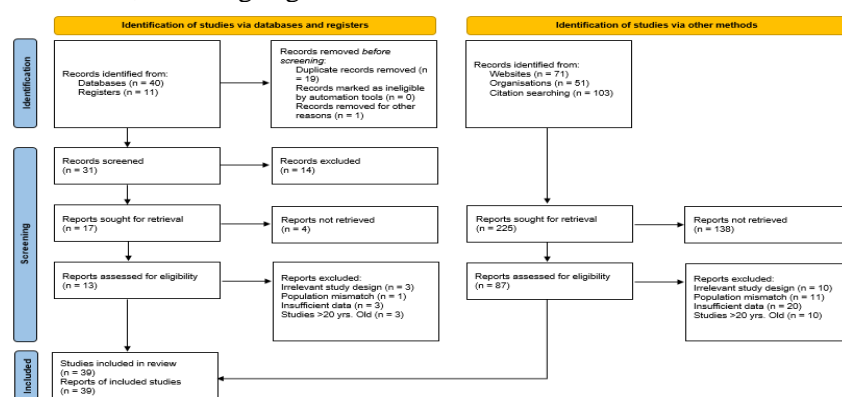 Identification of studies via databases and registers
Identification of studies via other methods
Identification
Records identified from:
Databases (n = 40)
Registers (n = 11)
Records removed before
screening:
Duplicate records removed (n
= 19)
Records marked as ineligible
by automation tools (n = 0)
Records removed for other
reasons (n = 1)
Records identified from:
Websites (n = 71)
Organisations (n = 51)
Citation searching (n = 103)
Screening
Records screened
(n = 31)
Records excluded
(n = 14)
Reports sought for retrieval
(n = 17)
Reports not retrieved
(n = 4)
Reports sought for retrieval
(n = 225)
Reports not retrieved
(n = 138)
Reports assessed for eligibility
(n = 13)
Reports excluded:
Irrelevant study design (n = 3)
Population mismatch (n = 1)
Insufficient data (n = 3)
Studies >20 yrs. Old (n = 3)
Reports assessed for eligibility
(n = 87)
Reports excluded:
Irrelevant study design (n = 10)
Population mismatch (n = 11)
Insufficient data (n = 20)
Studies >20 yrs. Old (n = 10)
Included
Studies included in review
(n = 39)
Reports of included studies
(n = 39)